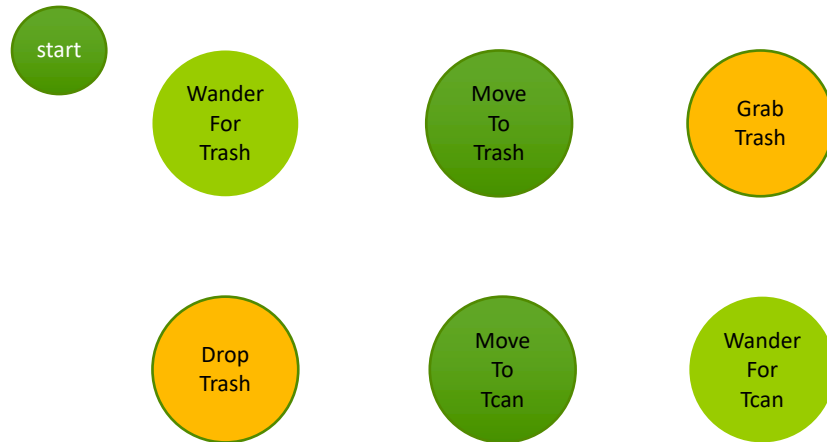 start
Wander
For
Trash
Move
To
Trash
Grab
Trash
Drop
Trash
Move
To
Tcan
Wander
For
Tcan